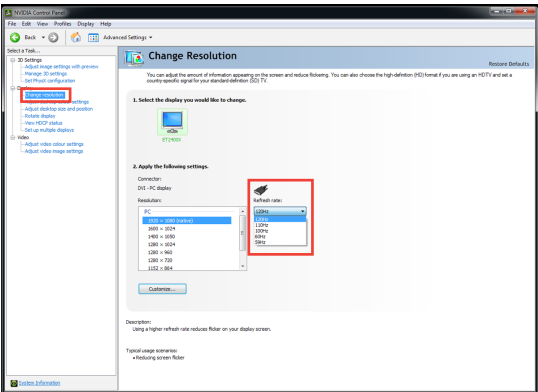 NVIDIA Control Panel
File Edit View Profiles Display Help
Back Advanced Settings
Select a Task...
3D Settings
Adjust image settings with preview
Manage 3D settings
Set PhysX configuration
Display
Change resolution
Adjust desktop colour settings
Adjust desktop size and position
Rotate display
View HDCP status
Set up multiple displays
Video
Adjust video colour settings
Adjust video image settings
System Information
Change Resolution
Restore Defaults
You can adjust the amount of information appearing on the screen and reduce flickering. You can also choose the high-definition (HD) format if you are using an HDTV and set a
country-specific signal for your standard-definition (SD) TV.
1. Select the display you would like to change.
2. Apply the following settings.
Connector:
DVI - PC display
Resolution:
Refresh rate:
PC
120Hz
1920 × 1080 (native)
1600 × 1024
1400 × 1050
1280 × 1024
1280 × 960
1280 × 720
1152 × 864
120Hz
110Hz
100Hz
60Hz
59Hz
Customize...
Description:
Using a higher refresh rate reduces flicker on your display screen.
Typical usage scenarios:
• Reducing screen flicker